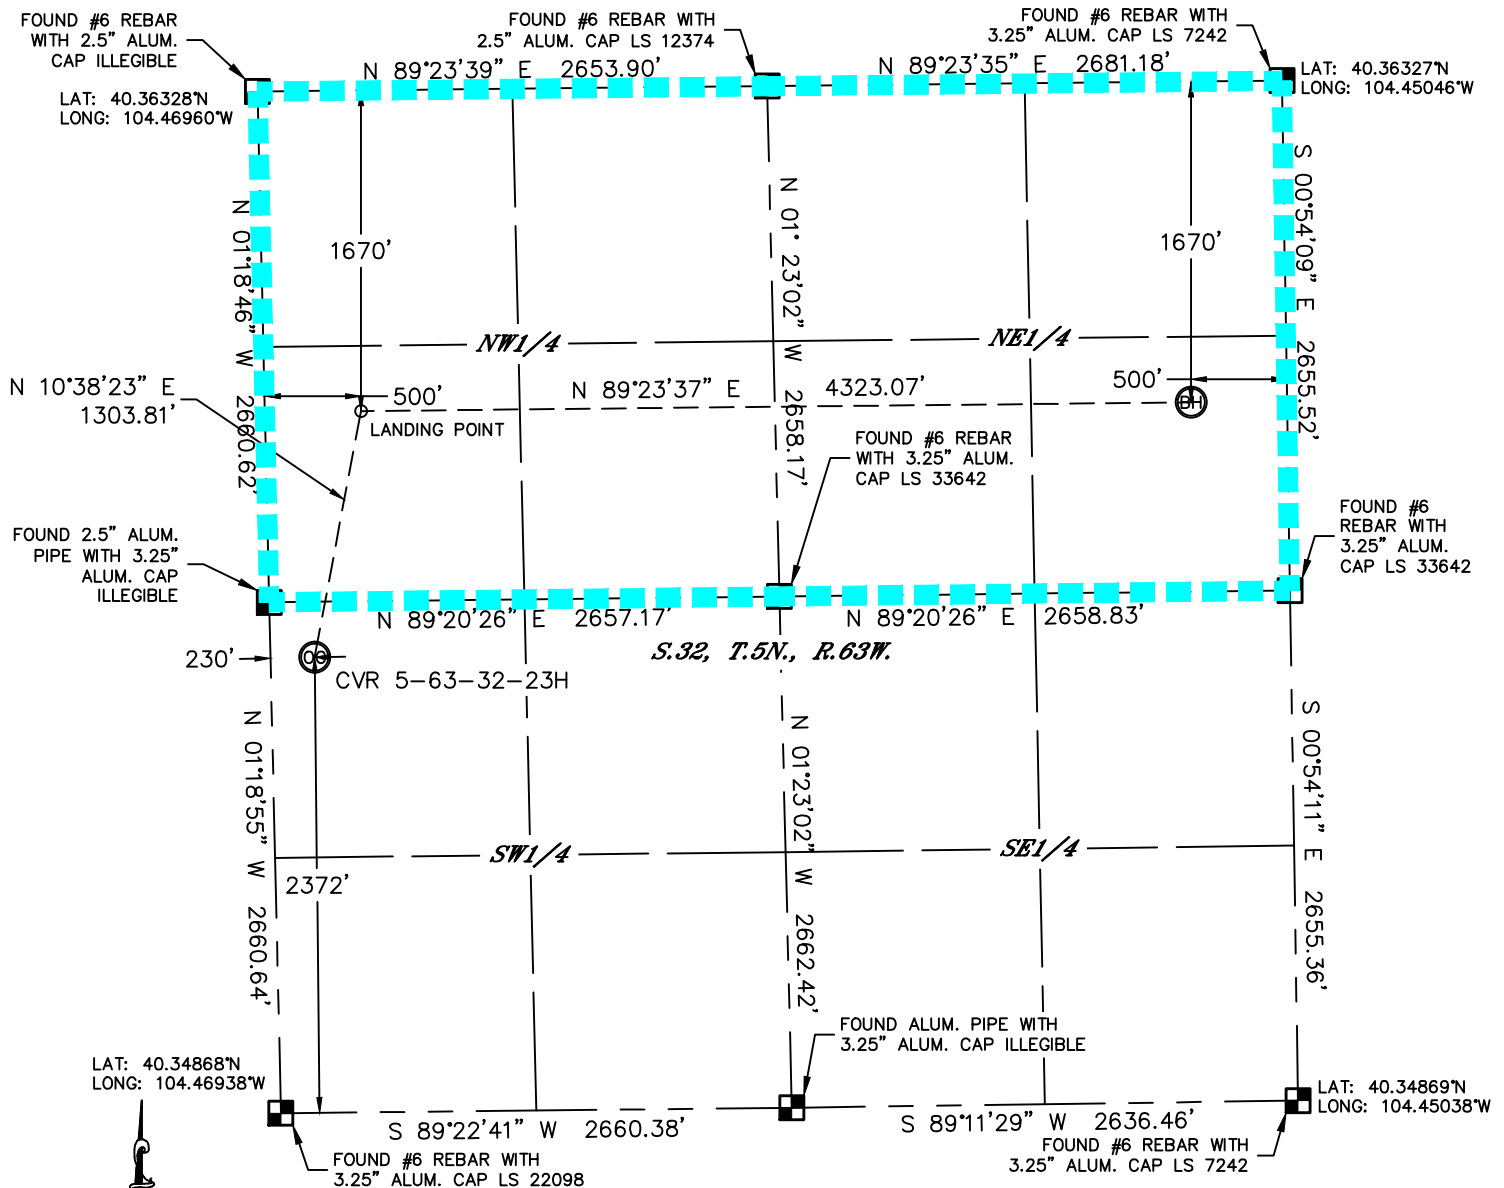 FOUND #6 REBAR
WITH 2.5" ALUM.
CAP ILLEGIBLE
FOUND #6 REBAR WITH
2.5" ALUM. CAP LS 12374
FOUND #6 REBAR WITH
3.25" ALUM. CAP LS 7242
N 89°23'39" E 2653.90'
N 89°23'35" E 2681.18'
LAT: 40.36328°N
LONG: 104.46960°W
LAT: 40.36327°N
LONG: 104.45046°W
N 01°18'46" W 2660.62'
1670'
N 01° 23'02" W 2658.17'
1670'
S 00°54'09" E 2655.52'
NW1/4
NE1/4
N 10°38'23" E
1303.81'
500'
N 89°23'37" E 4323.07'
500'
BH
LANDING POINT
FOUND #6 REBAR
WITH 3.25" ALUM.
CAP LS 33642
FOUND #6
REBAR WITH
3.25" ALUM.
CAP LS 33642
FOUND 2.5" ALUM.
PIPE WITH 3.25"
ALUM. CAP
ILLEGIBLE
N 89°20'26" E 2657.17'
N 89°20'26" E 2658.83'
S.32, T.5N., R.63W.
230'
OG
CVR 5-63-32-23H
N 01°18'55" W 2660.64'
N 01°23'02" W 2662.42'
S 00°54'11" E 2655.36'
SW1/4
SE1/4
2372'
FOUND ALUM. PIPE WITH
3.25" ALUM. CAP ILLEGIBLE
LAT: 40.34868°N
LONG: 104.46938°W
LAT: 40.34869°N
LONG: 104.45038°W
S 89°22'41" W 2660.38'
S 89°11'29" W 2636.46'
FOUND #6 REBAR WITH
3.25" ALUM. CAP LS 22098
FOUND #6 REBAR WITH
3.25" ALUM. CAP LS 7242